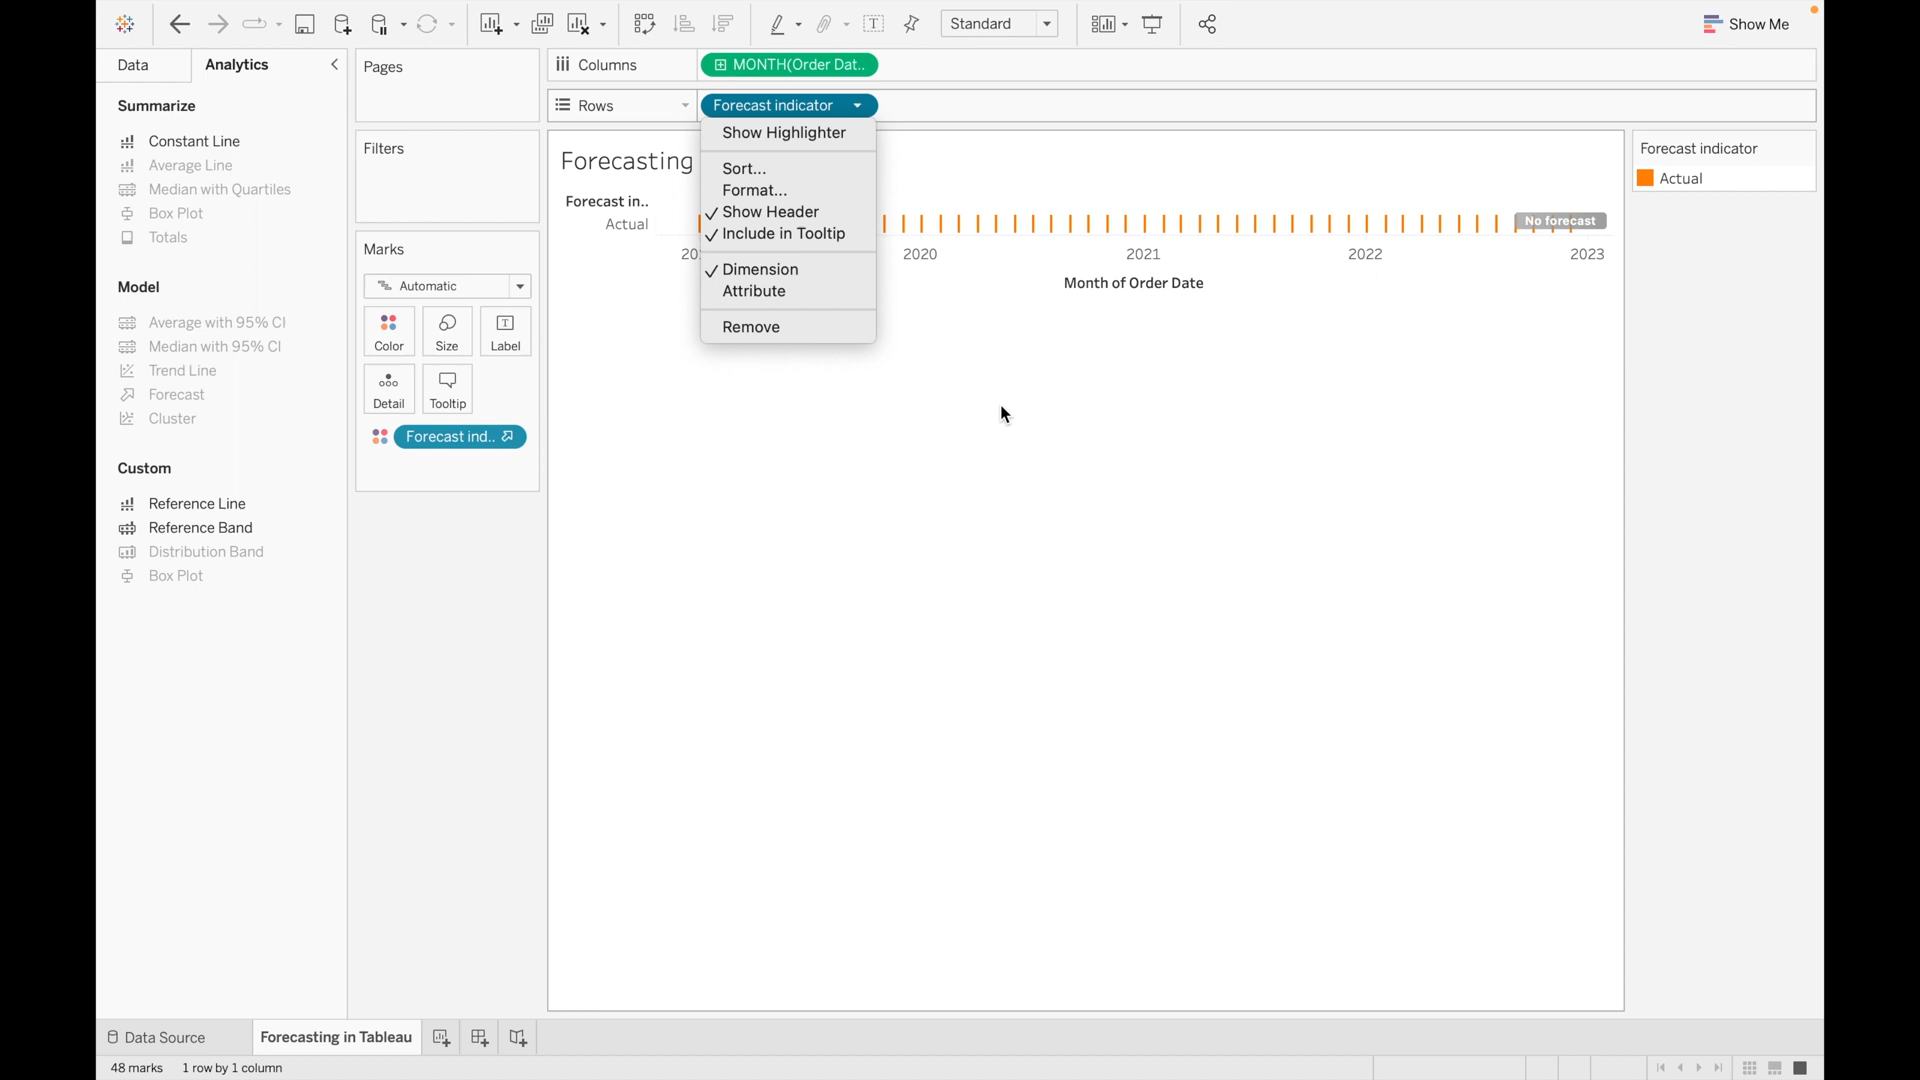 Standard
Show Me
Data
Analytics
Summarize
Constant Line
Average Line
Median with Quartiles
Box Plot
Totals
Model
Average with 95% CI
Median with 95% CI
Trend Line
Forecast
Cluster
Custom
Reference Line
Reference Band
Distribution Band
Box Plot
Pages
Filters
Marks
Automatic
Color
Size
Label
Detail
Tooltip
Forecast ind..
Columns
MONTH(Order Dat..
Rows
Forecast indicator
Show Highlighter
Sort...
Format...
Show Header
Include in Tooltip
Dimension
Attribute
Remove
Forecasting
Forecast in..
Actual
No forecast
20
2020
2021
2022
2023
Month of Order Date
Forecast indicator
Actual
Data Source
Forecasting in Tableau
48 marks
1 row by 1 column